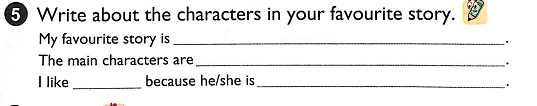 5 Write about the characters in your favourite story.
My favourite story is ______________________.
The main characters are ______________________.
I like ________ because he/she is ______________________.